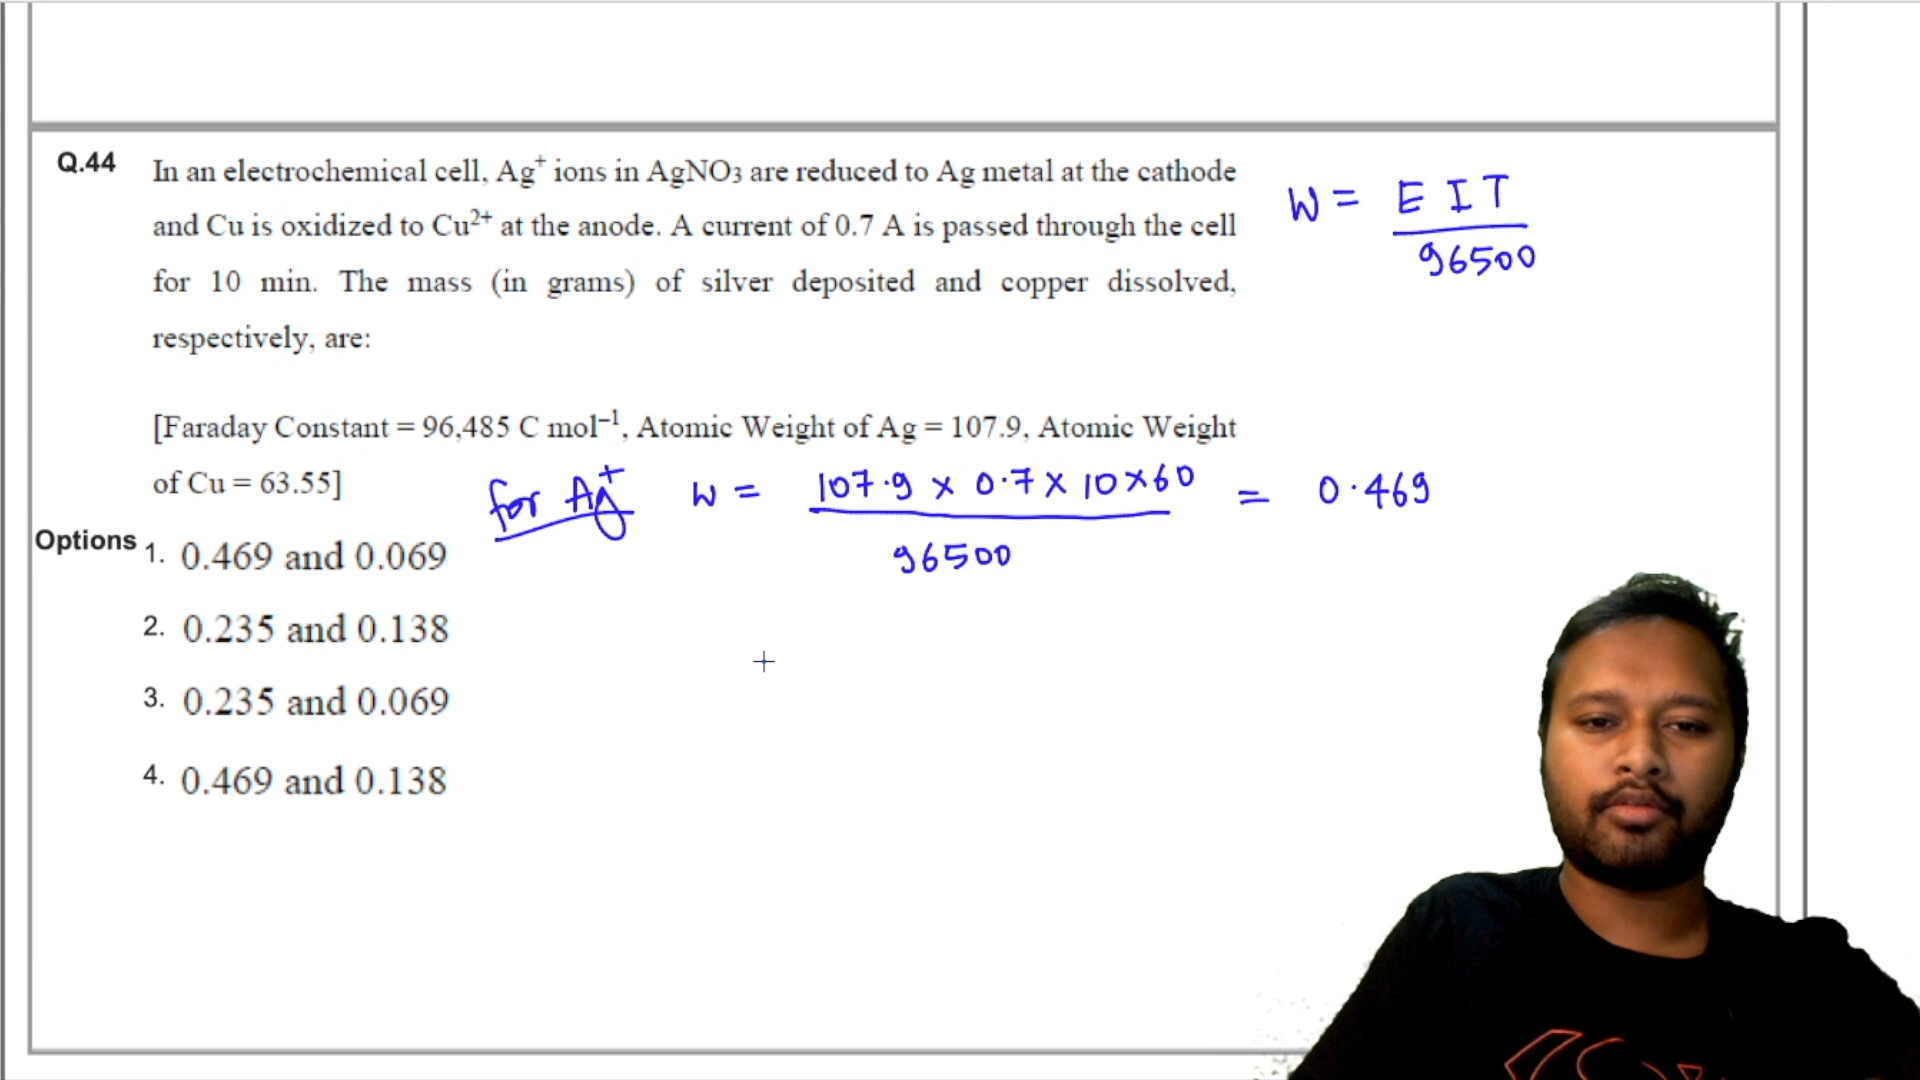 Q.44 In an electrochemical cell, Ag⁺ ions in AgNO₃ are reduced to Ag metal at the cathode
W = E I T / 96500
and Cu is oxidized to Cu²⁺ at the anode. A current of 0.7 A is passed through the cell
for 10 min. The mass (in grams) of silver deposited and copper dissolved,
respectively, are:
[Faraday Constant = 96,485 C mol⁻¹, Atomic Weight of Ag = 107.9, Atomic Weight
of Cu = 63.55]
for Ag⁺ W = 107.9 × 0.7 × 10 × 60 / 96500 = 0.469
Options 1. 0.469 and 0.069
2. 0.235 and 0.138
3. 0.235 and 0.069
4. 0.469 and 0.138